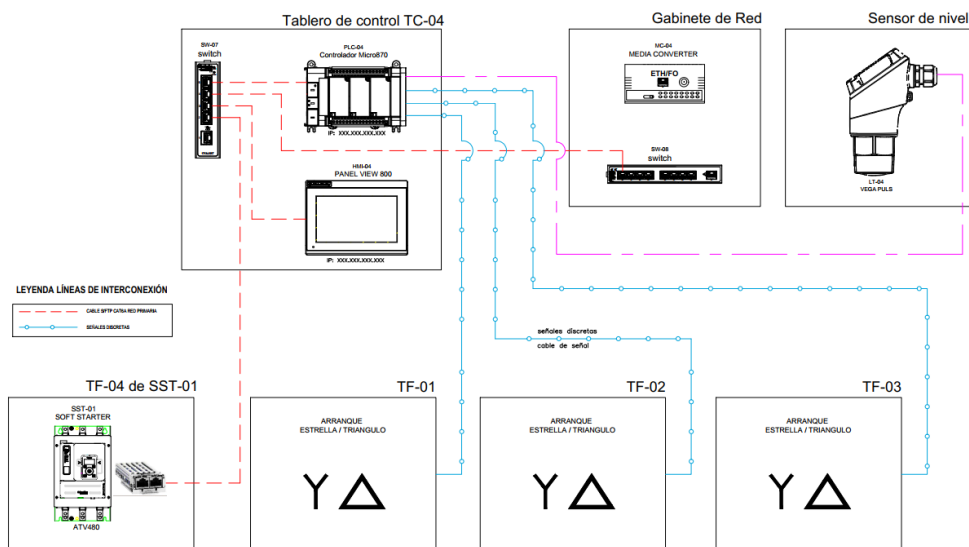 Tablero de control TC-04
Gabinete de Red
Sensor de nivel
SW-07
switch
PLC-04
Controlador Micro870
IP: XXX.XXX.XXX.XXX
MC-04
MEDIA CONVERTER
ETH/FO
SW-08
switch
LT-04
VEGA PULS
HMI-04
PANEL VIEW 800
IP: XXX.XXX.XXX.XXX
LEYENDA LÍNEAS DE INTERCONEXIÓN
CABLE S/FTP CAT6A RED PRIMARIA
SEÑALES DISCRETAS
señales discretas
cable de señal
TF-04 de SST-01
SST-01
SOFT STARTER
ATV480
TF-01
ARRANQUE
ESTRELLA / TRIANGULO
TF-02
ARRANQUE
ESTRELLA / TRIANGULO
TF-03
ARRANQUE
ESTRELLA / TRIANGULO